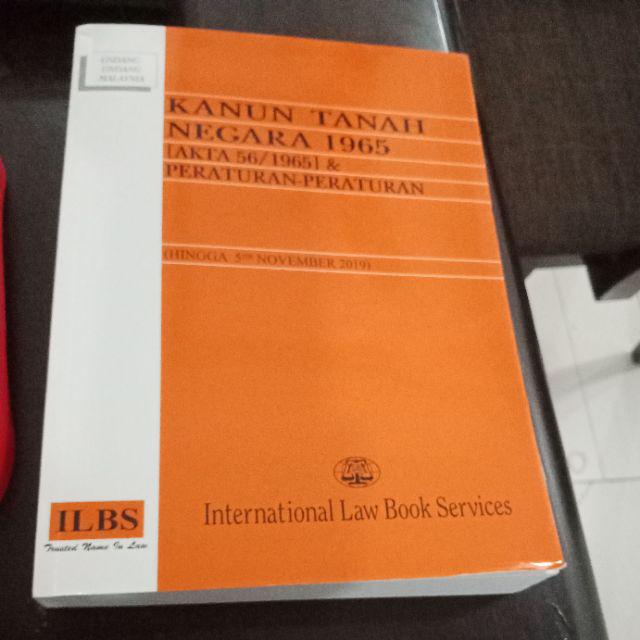 UNDANG-
UNDANG
MALAYSIA
KANUN TANAH
NEGARA 1965
[AKTA 56/1965] &
PERATURAN-PERATURAN
(HINGGA 5HB NOVEMBER 2019)
International Law Book Services
ILBS
Trusted Name In Law